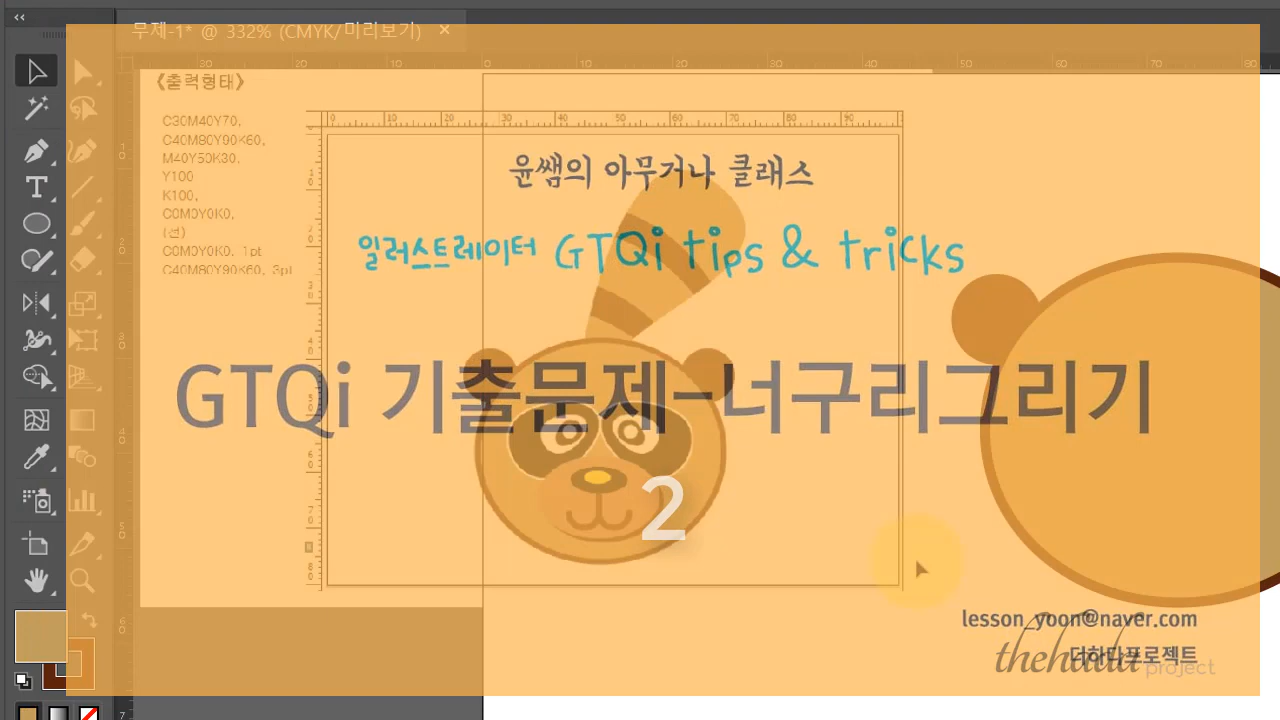 무제-1* @ 332% (CMYK/미리보기) ×
《출력형태》
C30M40Y70,
C40M80Y90K60,
M40Y50K30,
Y100
K100,
C0M0Y0K0,
(선)
C0M0Y0K0, 1pt
C40M80Y90K60, 3pt
윤쌤의 아무거나 클래스
일러스트레이터 GTQi tips & tricks
GTQi 기출문제-너구리그리기
2
lesson_yoon@naver.com
더하다프로젝트
thehada project